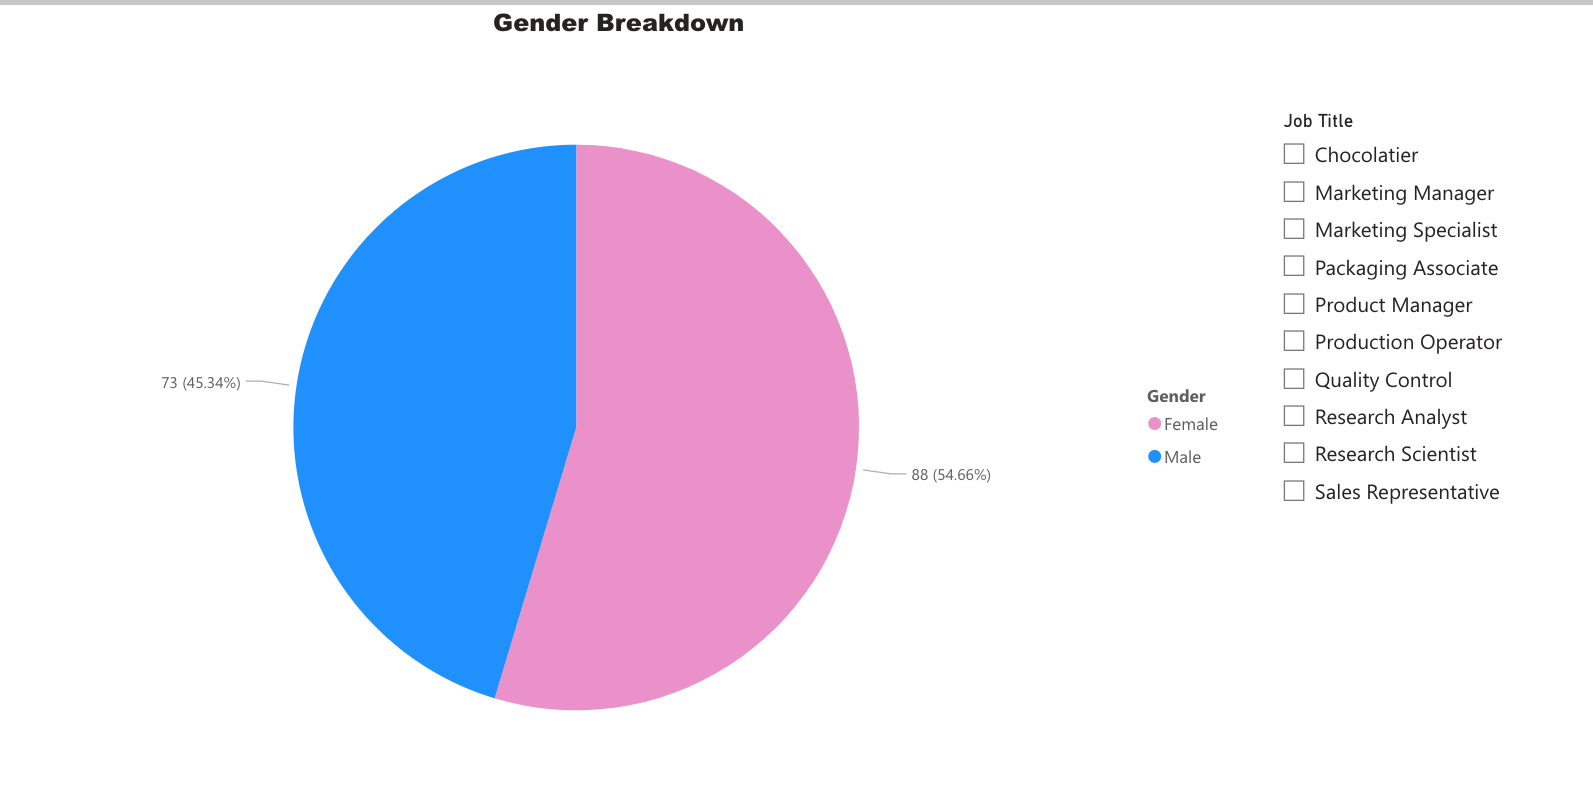 Gender Breakdown
73 (45.34%)
88 (54.66%)
Gender
Female
Male
Job Title
Chocolatier
Marketing Manager
Marketing Specialist
Packaging Associate
Product Manager
Production Operator
Quality Control
Research Analyst
Research Scientist
Sales Representative